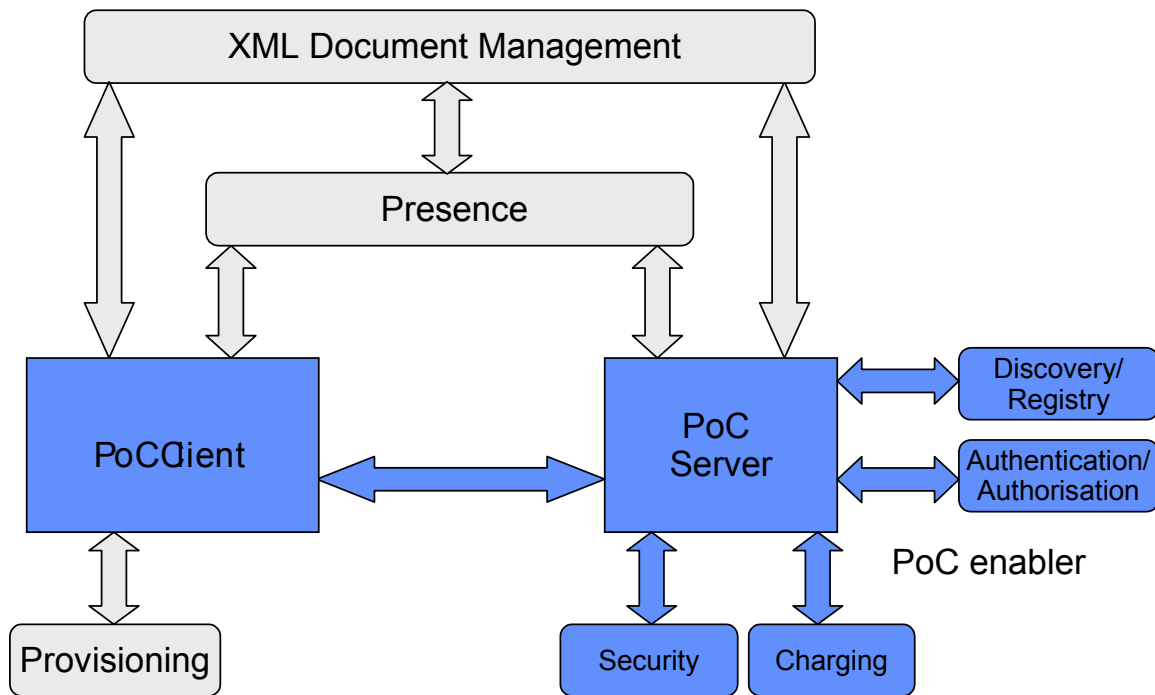 XML Document Management
Presence
PoCClient
PoC
Server
Discovery/
Registry
Authentication/
Authorisation
PoC enabler
Provisioning
Security
Charging